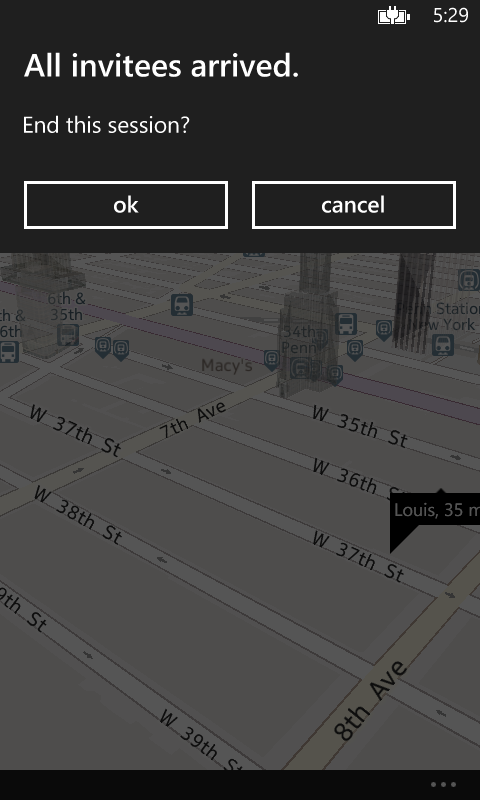 5:29
All invitees arrived.
End this session?
ok
cancel
6th &
35th
th &
6th
34th
Penn
Station
w York
Macy's
7th Ave
W 35th St
W 37th St
W 36th
Louis, 35 m
W 38th St
W 37th St
9th St
8th Ave
W 39th St